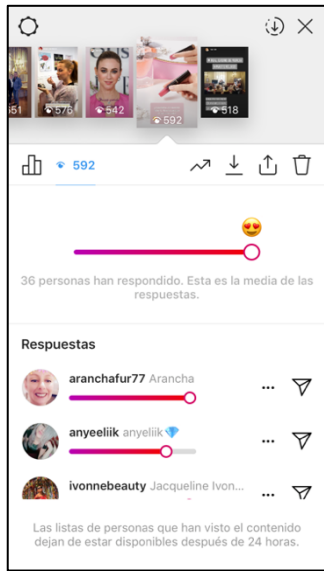 551
576
542
592
518
592
36 personas han respondido. Esta es la media de las
respuestas.
Respuestas
aranchafur77 Arancha
anyeeliik anyeliik💎
ivonnebeauty Jacqueline Ivon...
Las listas de personas que han visto el contenido
dejan de estar disponibles después de 24 horas.